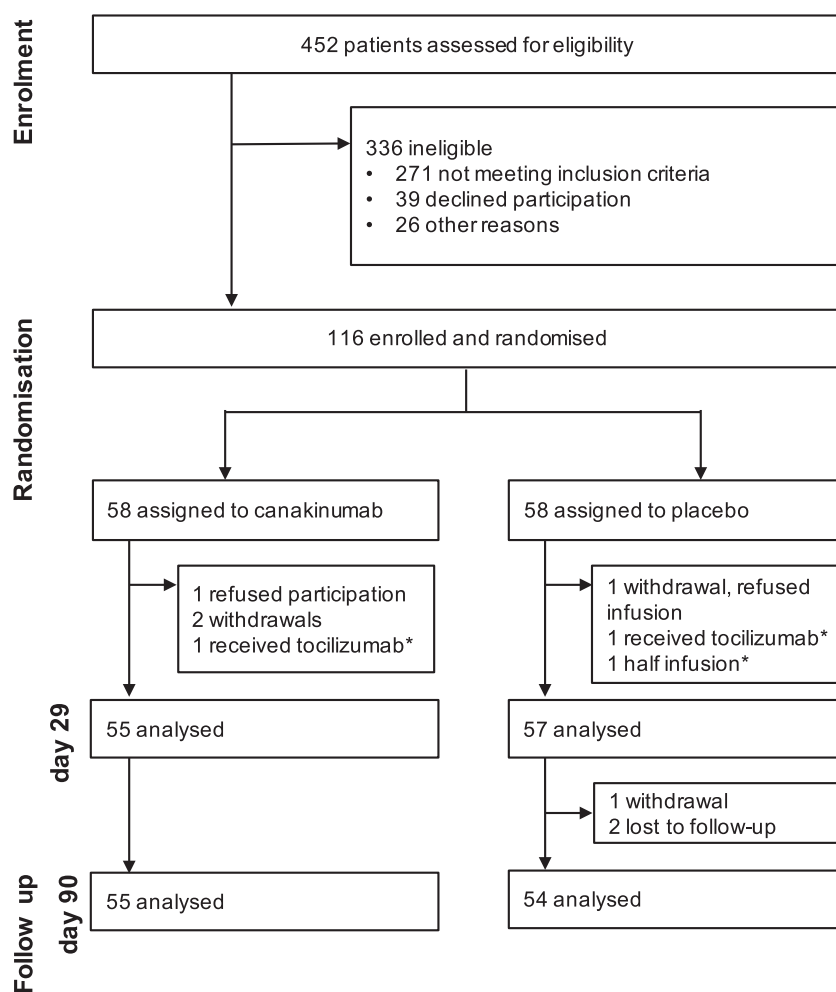 Enrolment
452 patients assessed for eligibility
336 ineligible
• 271 not meeting inclusion criteria
• 39 declined participation
• 26 other reasons
Randomisation
116 enrolled and randomised
58 assigned to canakinumab
58 assigned to placebo
1 refused participation
2 withdrawals
1 received tocilizumab*
1 withdrawal, refused
infusion
1 received tocilizumab*
1 half infusion*
day 29
55 analysed
57 analysed
1 withdrawal
2 lost to follow-up
Follow up
day 90
55 analysed
54 analysed